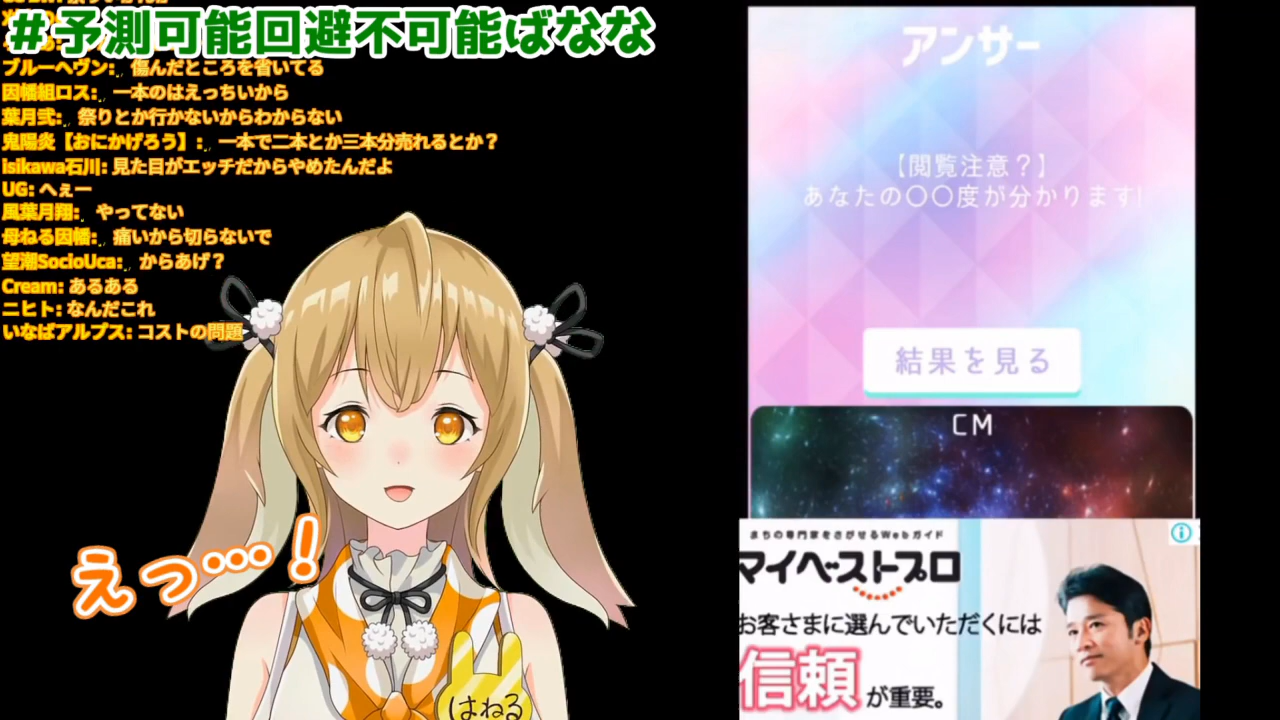 #予測可能回避不可能ばなな
ブルーヘヴン: 傷んだところを省いてる
因幡組ロス: 一本のはえっちいから
葉月弐: 祭りとか行かないからわからない
鬼陽炎【おにかげろう】: 一本で二本とか三本分売れるとか？
isikawa石川: 見た目がエッチだからやめたんだよ
UG: へぇー
風葉月翔: やってない
母ねる因幡: 痛いから切らないで
望潮SocioUca: からあげ？
Cream: あるある
ニヒト: なんだこれ
いなばアルプス: コストの問題
えっ…！
はねる
アンサー
【閲覧注意？】
あなたの〇〇度が分かります!
結果を見る
CM
まちの専門家をさがせるWebガイド
マイベストプロ
お客さまに選んでいただくには
信頼が重要。